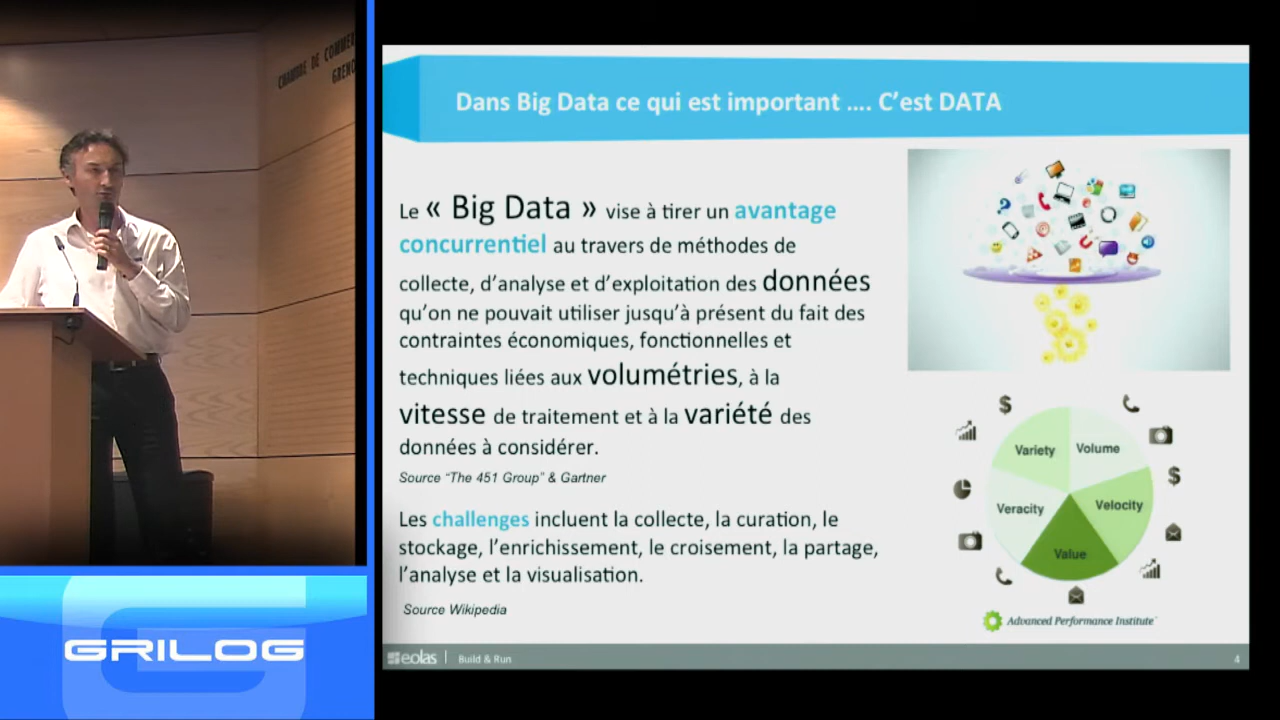 CHAMBRE DE COMMER
GRENO
GRILOG
Dans Big Data ce qui est important .... C'est DATA
Le « Big Data » vise à tirer un avantage
concurrentiel au travers de méthodes de
collecte, d'analyse et d'exploitation des données
qu'on ne pouvait utiliser jusqu'à présent du fait des
contraintes économiques, fonctionnelles et
techniques liées aux volumétries, à la
vitesse de traitement et à la variété des
données à considérer.
Source "The 451 Group" & Gartner
Les challenges incluent la collecte, la curation, le
stockage, l'enrichissement, le croisement, la partage,
l'analyse et la visualisation.
Source Wikipedia
Variety
Volume
Veracity
Velocity
Value
Advanced Performance Institute
eolas
Build & Run
4